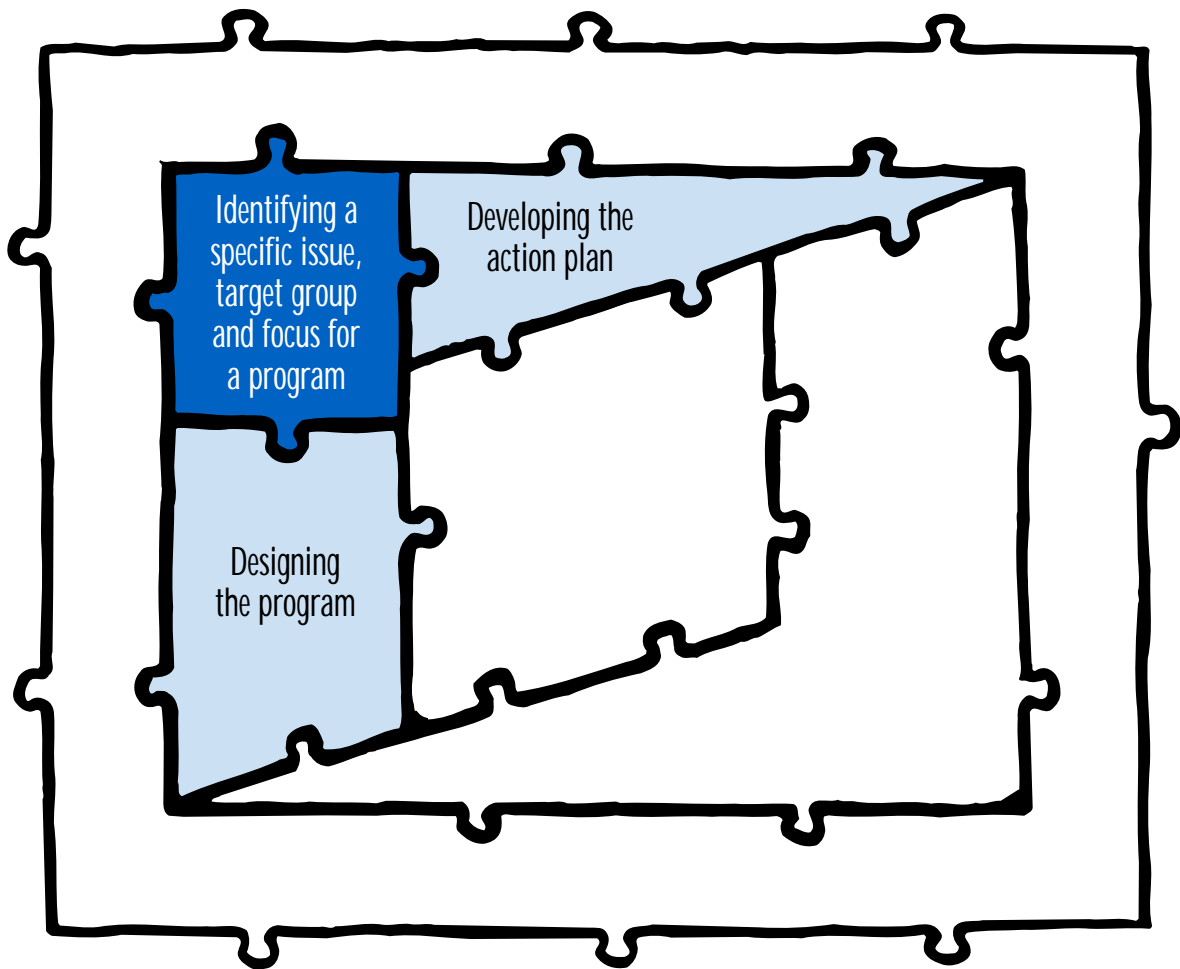 Identifying a
specific issue,
target group
and focus for
a program
Developing the
action plan
Designing
the program